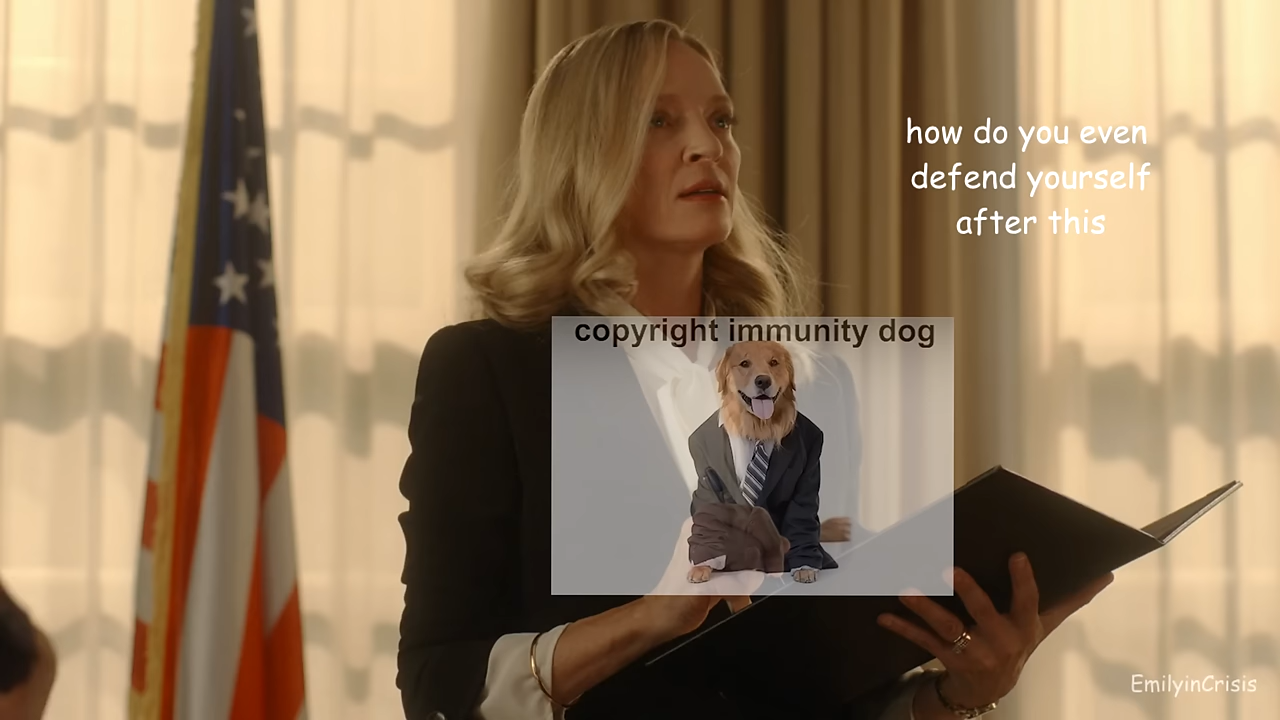 how do you even
defend yourself
after this
copyright immunity dog
EmilyinCrisis